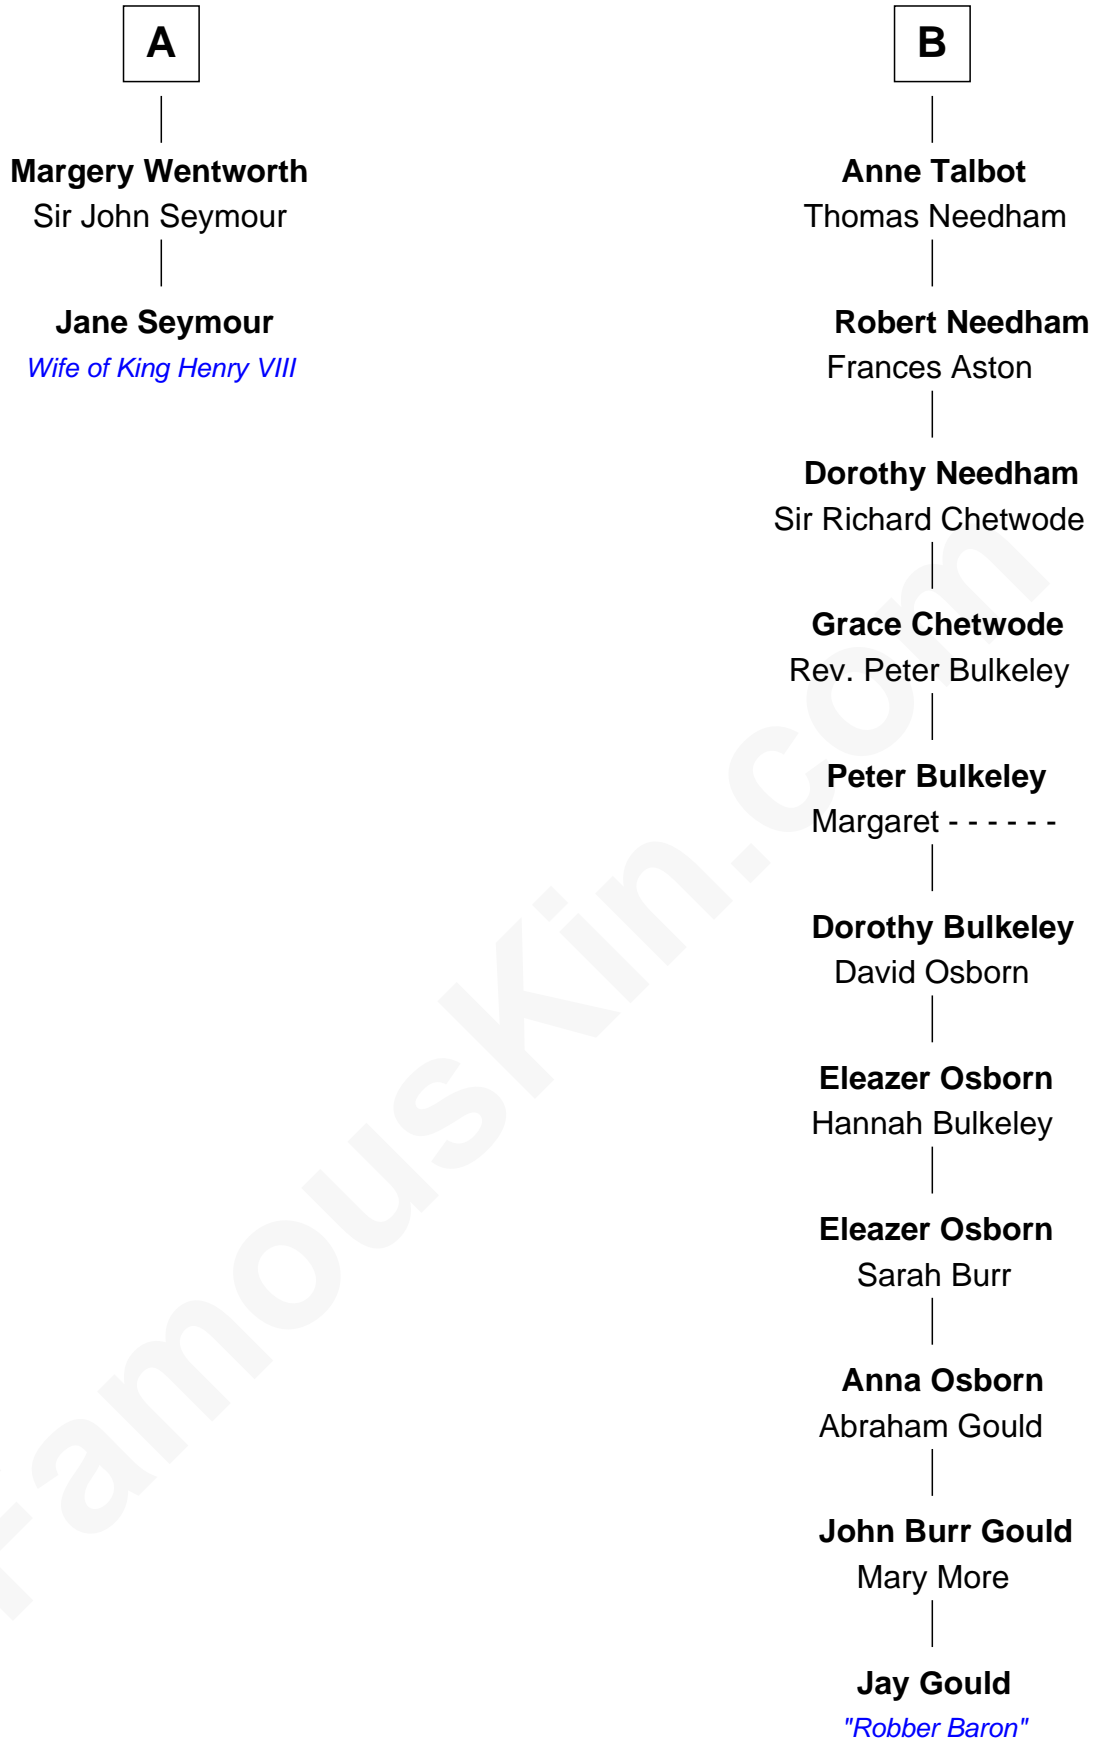 A
Margery Wentworth
Sir John Seymour
Jane Seymour
Wife of King Henry VIII
B
Anne Talbot
Thomas Needham
Robert Needham
Frances Aston
Dorothy Needham
Sir Richard Chetwode
Grace Chetwode
Rev. Peter Bulkeley
Peter Bulkeley
Margaret - - - - - -
Dorothy Bulkeley
David Osborn
Eleazer Osborn
Hannah Bulkeley
Eleazer Osborn
Sarah Burr
Anna Osborn
Abraham Gould
John Burr Gould
Mary More
Jay Gould
"Robber Baron"
FamousKin.com